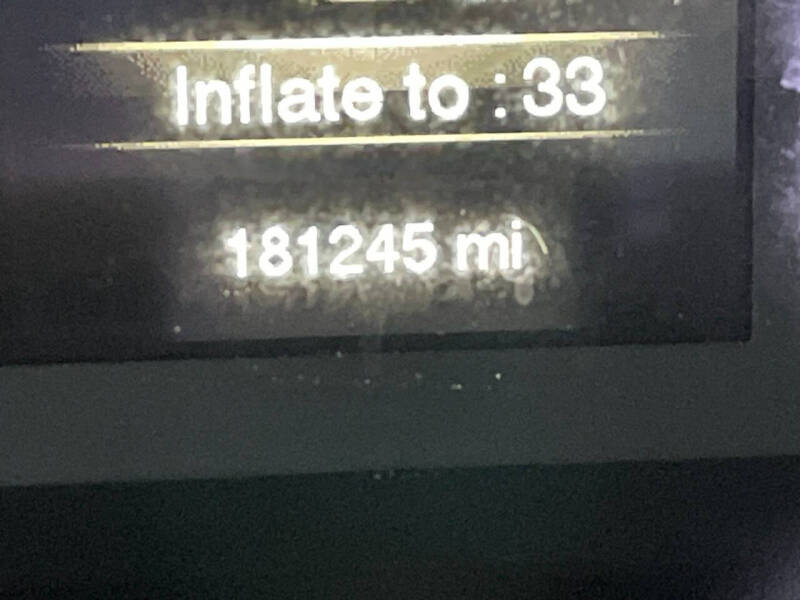 Inflate to : 33
181245 mi